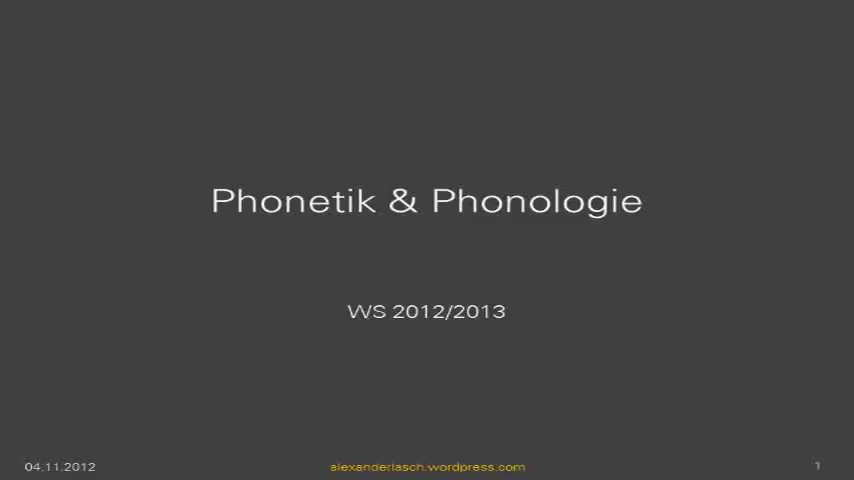 Phonetik & Phonologie
WS 2012/2013
04.11.2012
alexanderlasch.wordpress.com
1